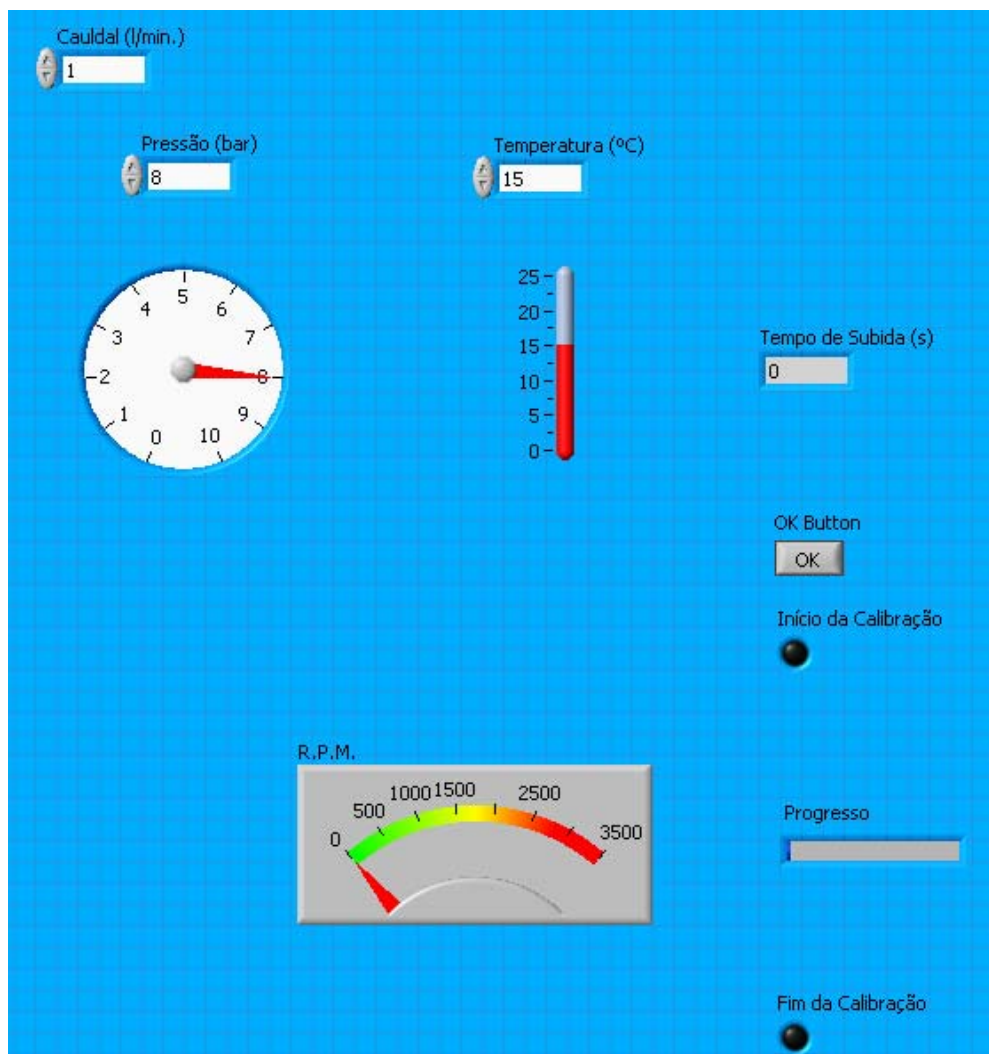 Cauldal (l/min.)
1
Pressão (bar)
8
Temperatura (ºC)
15
0
1
2
3
4
5
6
7
8
9
10
25
20
15
10
5
0
Tempo de Subida (s)
0
OK Button
OK
Início da Calibração
R.P.M.
0
500
1000
1500
2500
3500
Progresso
Fim da Calibração